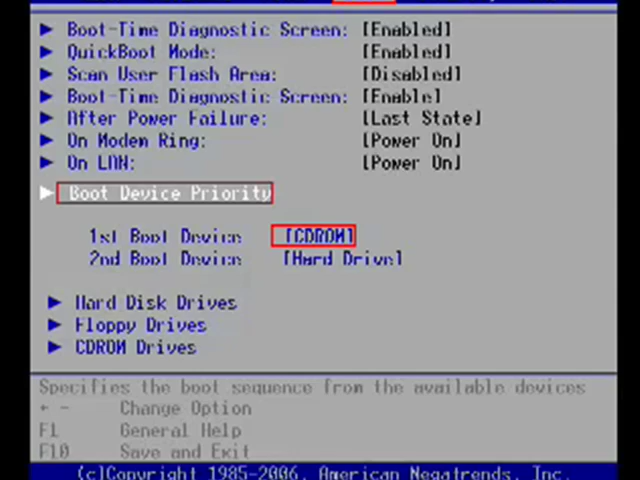 Boot-Time Diagnostic Screen: [Enabled]
QuickBoot Mode: [Enabled]
Scan User Flash Area: [Disabled]
Boot-Time Diagnostic Screen: [Enable]
After Power Failure: [Last State]
On Modem Ring: [Power On]
On LAN: [Power On]
Boot Device Priority
1st Boot Device [CDROM]
2nd Boot Device [Hard Drive]
Hard Disk Drives
Floppy Drives
CDROM Drives
Specifies the boot sequence from the available devices
← - Change Option
F1 General Help
F10 Save and Exit
(c)Copyright 1985-2006, American Negatrends, Inc.